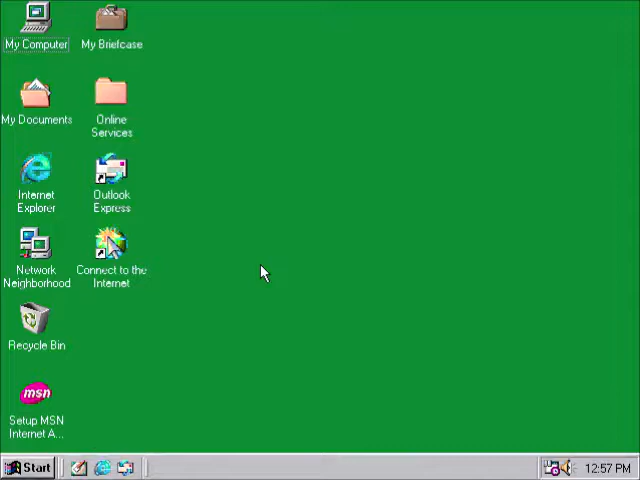 My Computer
My Briefcase
My Documents
Online
Services
Internet
Explorer
Outlook
Express
Network
Neighborhood
Connect to the
Internet
Recycle Bin
msn
Setup MSN
Internet A...
Start
12:57 PM